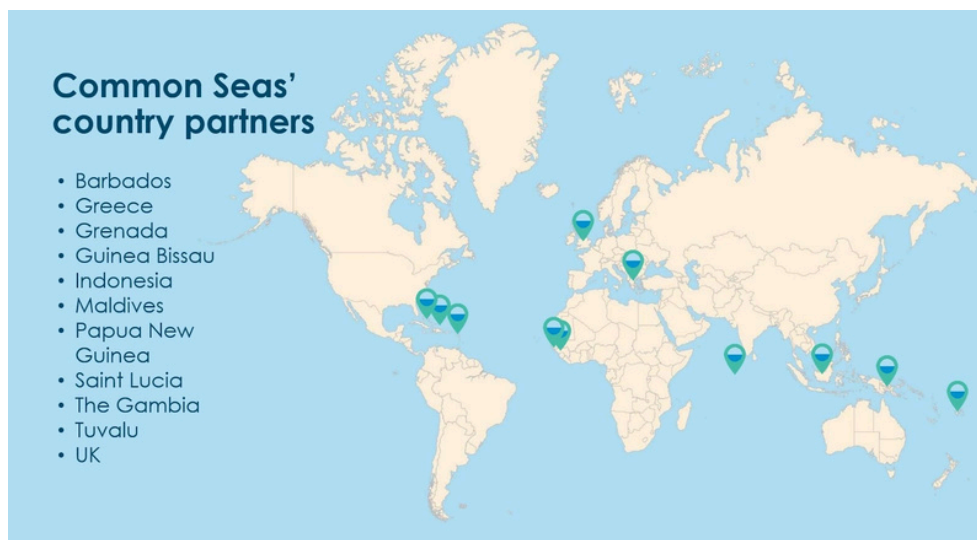 Common Seas'
country partners
• Barbados
• Greece
• Grenada
• Guinea Bissau
• Indonesia
• Maldives
• Papua New
Guinea
• Saint Lucia
• The Gambia
• Tuvalu
• UK